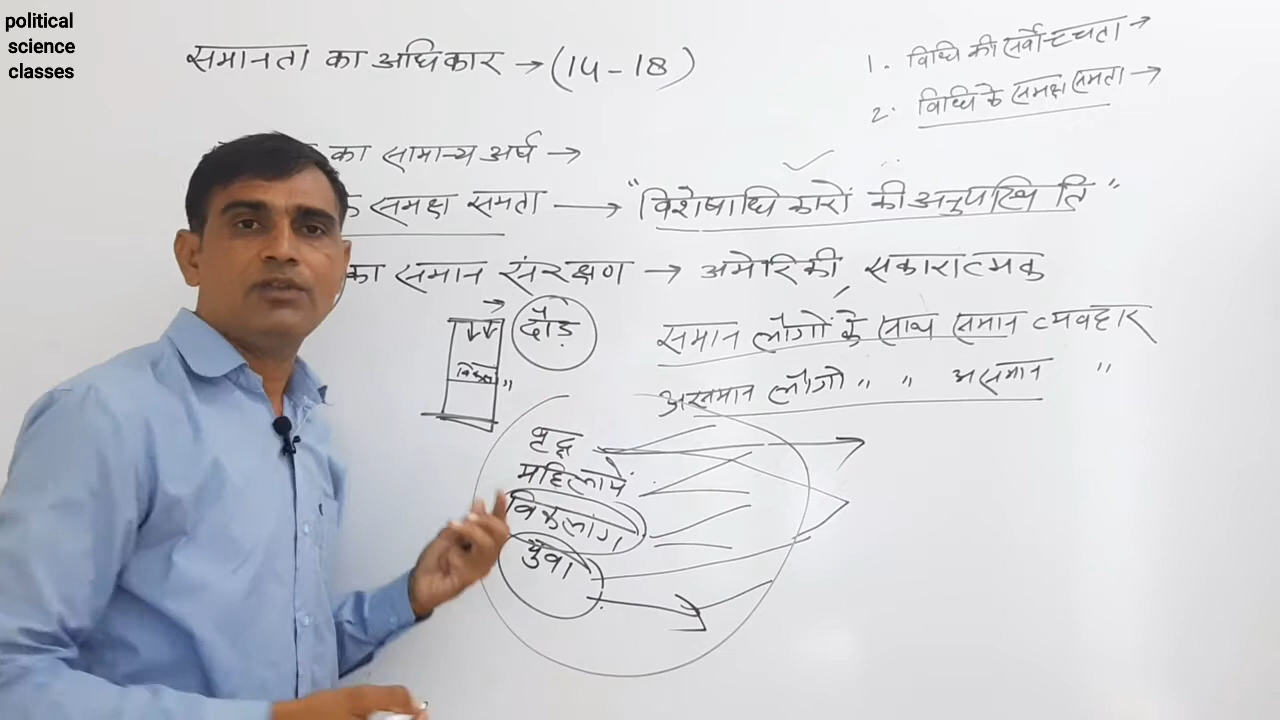 political
science
classes
समानता का अधिकार → (14-18)
1. विधि की सर्वोच्चता →
2. विधि के समक्ष समता →
का सामान्य अर्थ →
के समक्ष समता → "विशेषाधिकारों की अनुपस्थिति"
का समान संरक्षण → अमेरिकी, सकारात्मक
दौड़
समान लोगों के साथ समान व्यवहार
असमान लोगो " " असमान "
वृद्ध
महिलायें
विकलांग
युवा